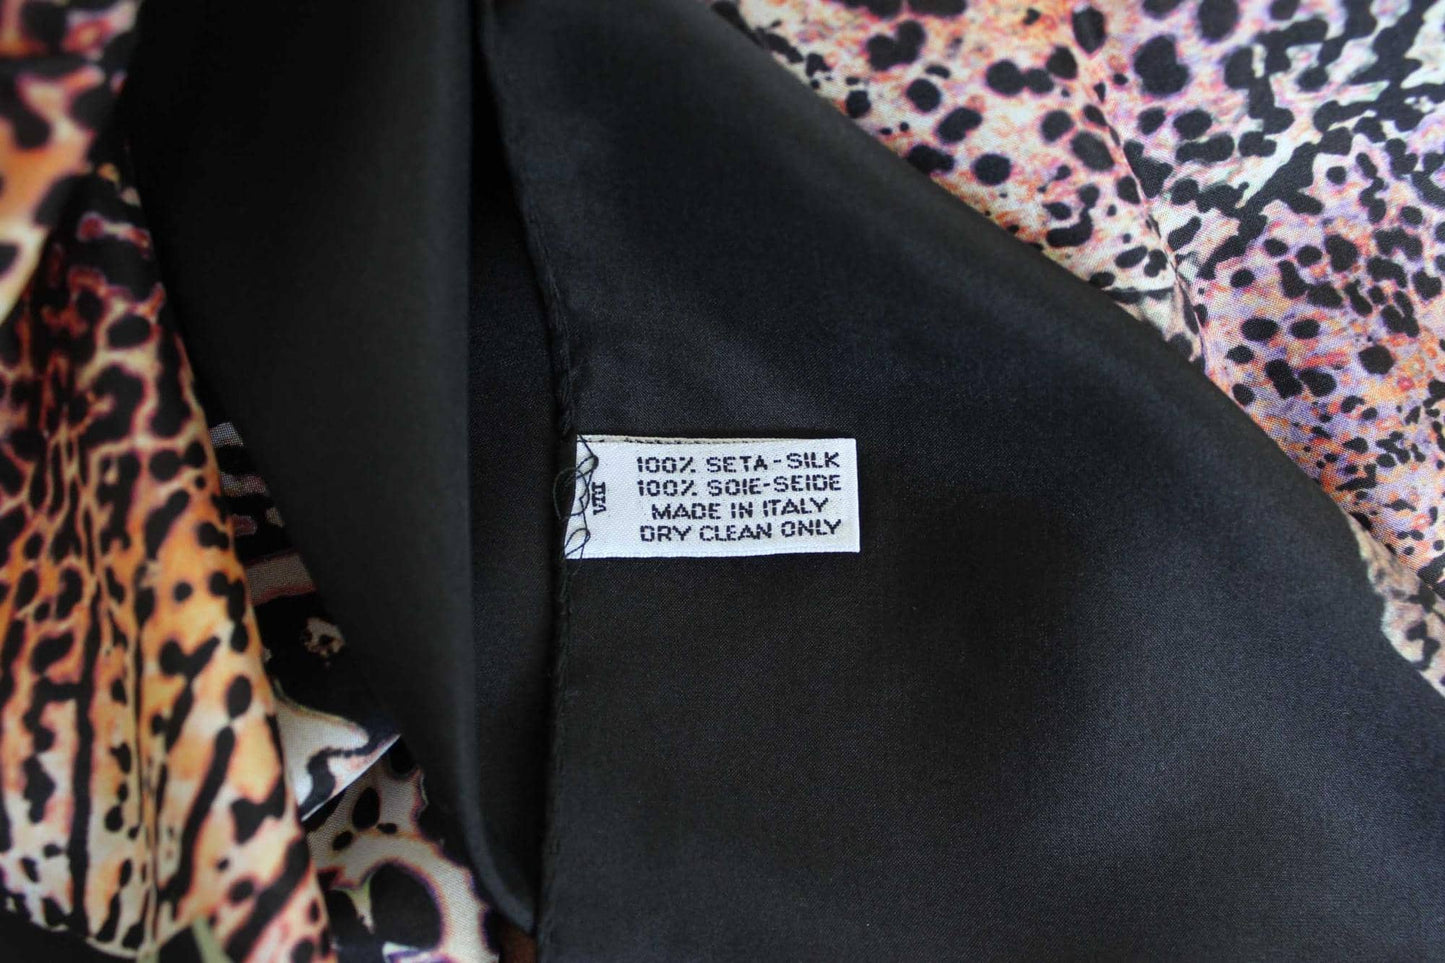 100% SETA-SILK
100% SOIE-SEIDE
MADE IN ITALY
DRY CLEAN ONLY